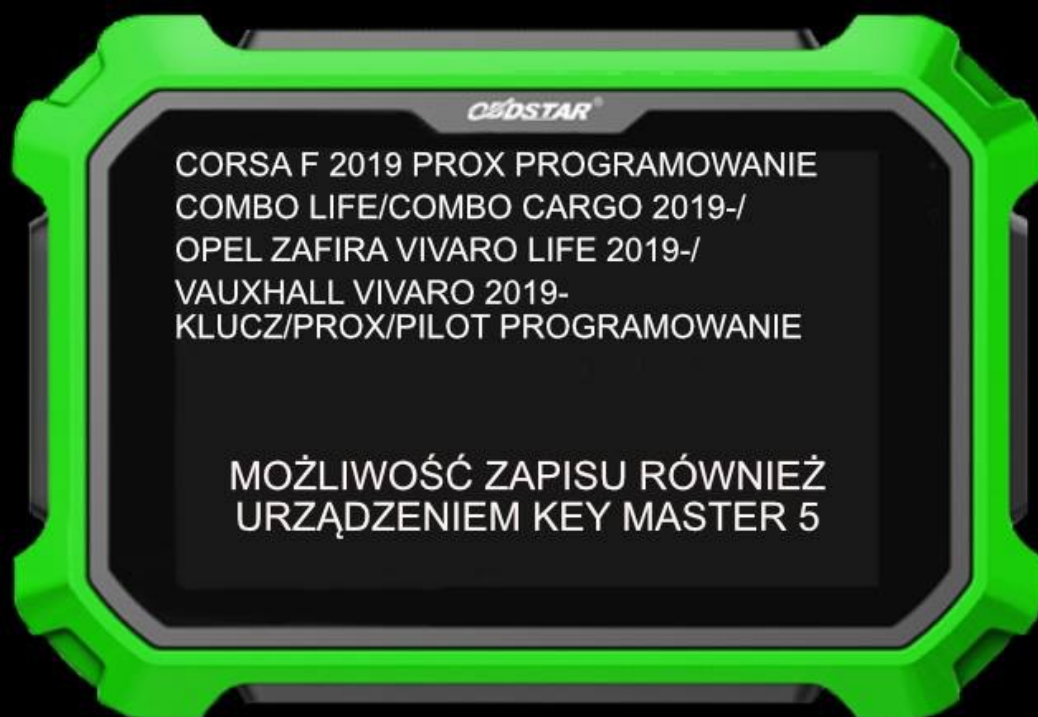 OBDSTAR®
CORSA F 2019 PROX PROGRAMOWANIE
COMBO LIFE/COMBO CARGO 2019-/
OPEL ZAFIRA VIVARO LIFE 2019-/
VAUXHALL VIVARO 2019-
KLUCZ/PROX/PILOT PROGRAMOWANIE
MOŻLIWOŚĆ ZAPISU RÓWNIEŻ
URZĄDZENIEM KEY MASTER 5